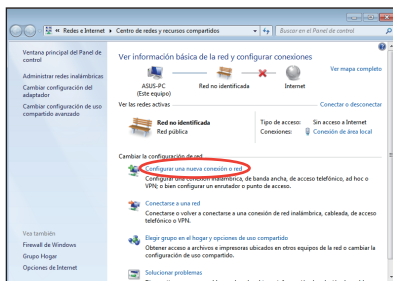 Redes e Internet
Centro de redes y recursos compartidos
Buscar en el Panel de control
Ventana principal del Panel de
control
Administrar redes inalámbricas
Cambiar configuración del
adaptador
Cambiar configuración de uso
compartido avanzado
Ver información básica de la red y configurar conexiones
Ver mapa completo
ASUS-PC
(Este equipo)
Red no identificada
Internet
Ver las redes activas
Conectar o desconectar
Red no identificada
Red pública
Tipo de acceso: Sin acceso a Internet
Conexiones: Conexión de área local
Cambiar la configuración de red
Configurar una nueva conexión o red
Configurar una conexión inalámbrica, de banda ancha, de acceso telefónico, ad hoc o
VPN; o bien configurar un enrutador o punto de acceso.
Conectarse a una red
Conectarse o volver a conectarse a una conexión de red inalámbrica, cableada, de acceso
telefónico o VPN.
Elegir grupo en el hogar y opciones de uso compartido
Obtener acceso a archivos e impresoras ubicados en otros equipos de la red o cambiar la
configuración de uso compartido.
Solucionar problemas
Vea también
Firewall de Windows
Grupo Hogar
Opciones de Internet